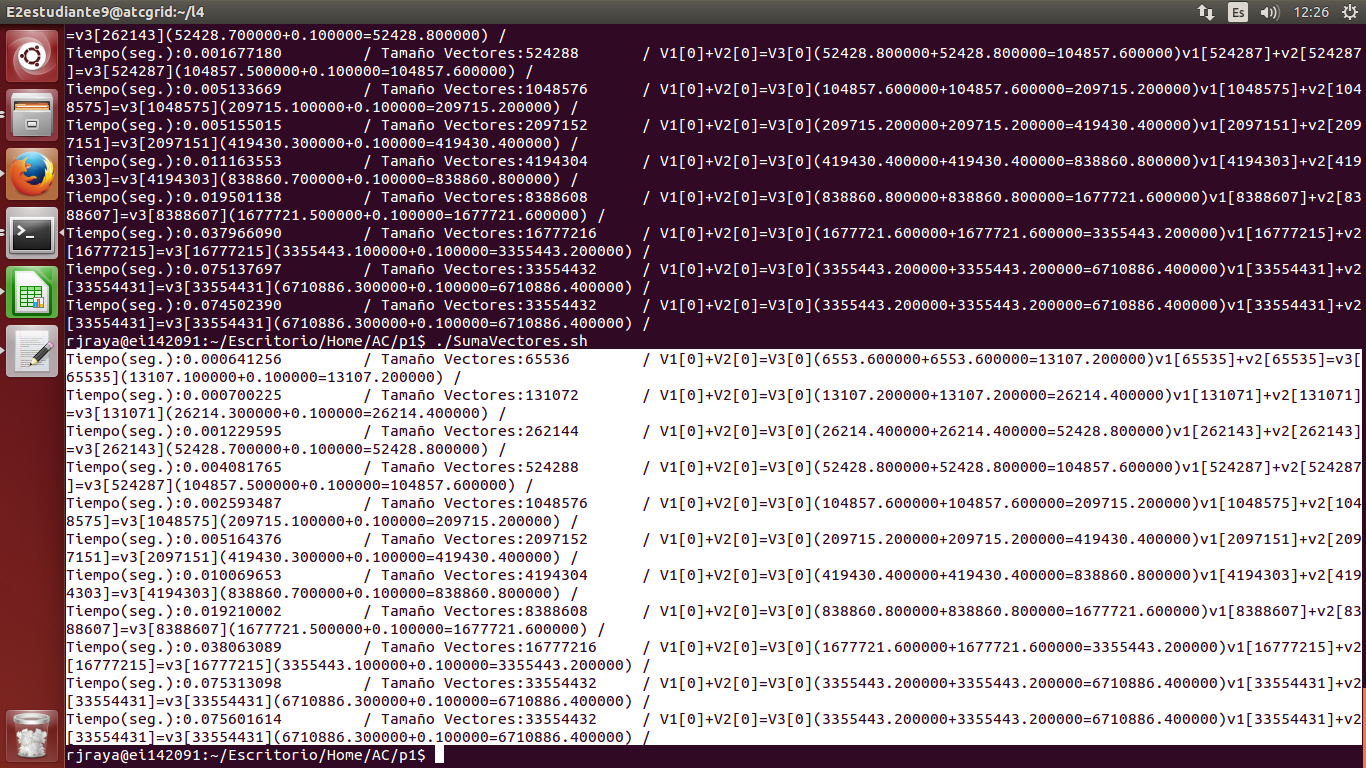 E2estudiante9@atcgrid:~/l4
Es
12:26
=v3[262143](52428.700000+0.100000=52428.800000) /
Tiempo(seg.):0.001677180 / Tamaño Vectores:524288 / V1[0]+V2[0]=V3[0](52428.800000+52428.800000=104857.600000)v1[524287]+v2[524287
]=v3[524287](104857.500000+0.100000=104857.600000) /
Tiempo(seg.):0.005133669 / Tamaño Vectores:1048576 / V1[0]+V2[0]=V3[0](104857.600000+104857.600000=209715.200000)v1[1048575]+v2[104
8575]=v3[1048575](209715.100000+0.100000=209715.200000) /
Tiempo(seg.):0.005155015 / Tamaño Vectores:2097152 / V1[0]+V2[0]=V3[0](209715.200000+209715.200000=419430.400000)v1[2097151]+v2[209
7151]=v3[2097151](419430.300000+0.100000=419430.400000) /
Tiempo(seg.):0.011163553 / Tamaño Vectores:4194304 / V1[0]+V2[0]=V3[0](419430.400000+419430.400000=838860.800000)v1[4194303]+v2[419
4303]=v3[4194303](838860.700000+0.100000=838860.800000) /
Tiempo(seg.):0.019501138 / Tamaño Vectores:8388608 / V1[0]+V2[0]=V3[0](838860.800000+838860.800000=1677721.600000)v1[8388607]+v2[83
88607]=v3[8388607](1677721.500000+0.100000=1677721.600000) /
Tiempo(seg.):0.037966090 / Tamaño Vectores:16777216 / V1[0]+V2[0]=V3[0](1677721.600000+1677721.600000=3355443.200000)v1[16777215]+v2
[16777215]=v3[16777215](3355443.100000+0.100000=3355443.200000) /
Tiempo(seg.):0.075137697 / Tamaño Vectores:33554432 / V1[0]+V2[0]=V3[0](3355443.200000+3355443.200000=6710886.400000)v1[33554431]+v2
[33554431]=v3[33554431](6710886.300000+0.100000=6710886.400000) /
Tiempo(seg.):0.074502390 / Tamaño Vectores:33554432 / V1[0]+V2[0]=V3[0](3355443.200000+3355443.200000=6710886.400000)v1[33554431]+v2
[33554431]=v3[33554431](6710886.300000+0.100000=6710886.400000) /
rjraya@ei142091:~/Escritorio/Home/AC/p1$ ./SumaVectores.sh
Tiempo(seg.):0.000641256 / Tamaño Vectores:65536 / V1[0]+V2[0]=V3[0](6553.600000+6553.600000=13107.200000)v1[65535]+v2[65535]=v3[
65535](13107.100000+0.100000=13107.200000) /
Tiempo(seg.):0.000700225 / Tamaño Vectores:131072 / V1[0]+V2[0]=V3[0](13107.200000+13107.200000=26214.400000)v1[131071]+v2[131071]
=v3[131071](26214.300000+0.100000=26214.400000) /
Tiempo(seg.):0.001229595 / Tamaño Vectores:262144 / V1[0]+V2[0]=V3[0](26214.400000+26214.400000=52428.800000)v1[262143]+v2[262143]
=v3[262143](52428.700000+0.100000=52428.800000) /
Tiempo(seg.):0.004081765 / Tamaño Vectores:524288 / V1[0]+V2[0]=V3[0](52428.800000+52428.800000=104857.600000)v1[524287]+v2[524287
]=v3[524287](104857.500000+0.100000=104857.600000) /
Tiempo(seg.):0.002593487 / Tamaño Vectores:1048576 / V1[0]+V2[0]=V3[0](104857.600000+104857.600000=209715.200000)v1[1048575]+v2[104
8575]=v3[1048575](209715.100000+0.100000=209715.200000) /
Tiempo(seg.):0.005164376 / Tamaño Vectores:2097152 / V1[0]+V2[0]=V3[0](209715.200000+209715.200000=419430.400000)v1[2097151]+v2[209
7151]=v3[2097151](419430.300000+0.100000=419430.400000) /
Tiempo(seg.):0.010069653 / Tamaño Vectores:4194304 / V1[0]+V2[0]=V3[0](419430.400000+419430.400000=838860.800000)v1[4194303]+v2[419
4303]=v3[4194303](838860.700000+0.100000=838860.800000) /
Tiempo(seg.):0.019210002 / Tamaño Vectores:8388608 / V1[0]+V2[0]=V3[0](838860.800000+838860.800000=1677721.600000)v1[8388607]+v2[83
88607]=v3[8388607](1677721.500000+0.100000=1677721.600000) /
Tiempo(seg.):0.038063089 / Tamaño Vectores:16777216 / V1[0]+V2[0]=V3[0](1677721.600000+1677721.600000=3355443.200000)v1[16777215]+v2
[16777215]=v3[16777215](3355443.100000+0.100000=3355443.200000) /
Tiempo(seg.):0.075313098 / Tamaño Vectores:33554432 / V1[0]+V2[0]=V3[0](3355443.200000+3355443.200000=6710886.400000)v1[33554431]+v2
[33554431]=v3[33554431](6710886.300000+0.100000=6710886.400000) /
Tiempo(seg.):0.075601614 / Tamaño Vectores:33554432 / V1[0]+V2[0]=V3[0](3355443.200000+3355443.200000=6710886.400000)v1[33554431]+v2
[33554431]=v3[33554431](6710886.300000+0.100000=6710886.400000) /
rjraya@ei142091:~/Escritorio/Home/AC/p1$